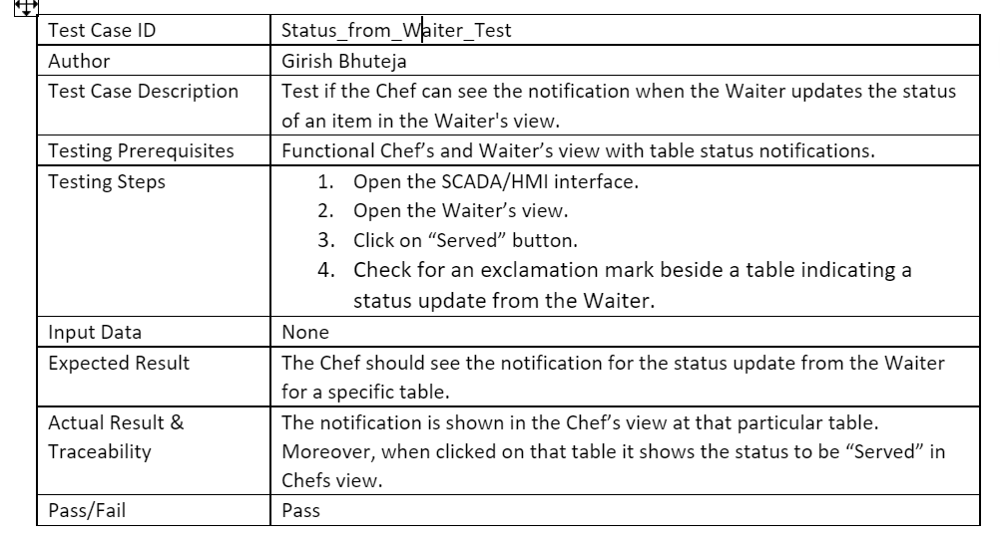 Test Case ID Status_from_Waiter_Test
Author Girish Bhuteja
Test Case Description Test if the Chef can see the notification when the Waiter updates the status
of an item in the Waiter's view.
Testing Prerequisites Functional Chef’s and Waiter’s view with table status notifications.
Testing Steps 1. Open the SCADA/HMI interface.
2. Open the Waiter’s view.
3. Click on “Served” button.
4. Check for an exclamation mark beside a table indicating a
status update from the Waiter.
Input Data None
Expected Result The Chef should see the notification for the status update from the Waiter
for a specific table.
Actual Result & The notification is shown in the Chef’s view at that particular table.
Traceability Moreover, when clicked on that table it shows the status to be “Served” in
Chefs view.
Pass/Fail Pass